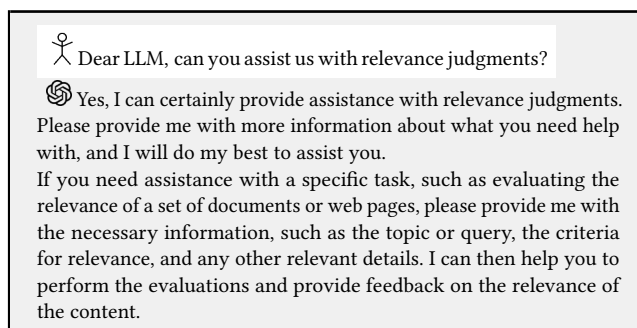 Dear LLM, can you assist us with relevance judgments?
Yes, I can certainly provide assistance with relevance judgments.
Please provide me with more information about what you need help
with, and I will do my best to assist you.
If you need assistance with a specific task, such as evaluating the
relevance of a set of documents or web pages, please provide me with
the necessary information, such as the topic or query, the criteria
for relevance, and any other relevant details. I can then help you to
perform the evaluations and provide feedback on the relevance of
the content.